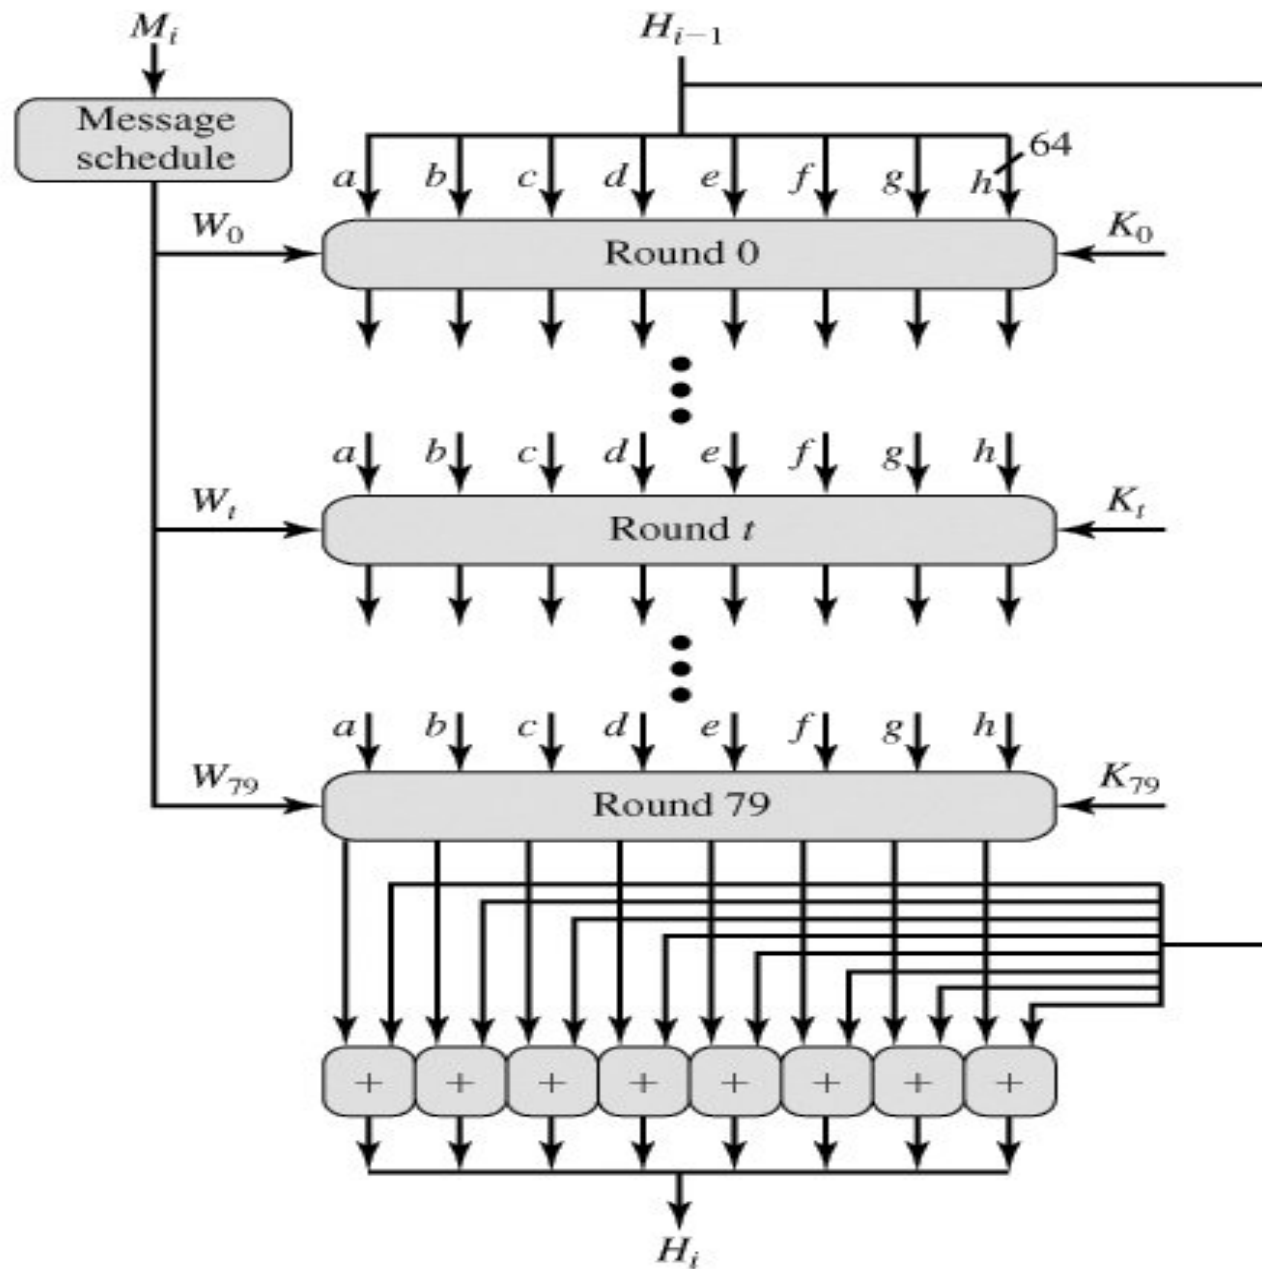 M_i
H_{i-1}
Message
schedule
64
a b c d e f g h
W_0
Round 0
K_0
a b c d e f g h
W_t
Round t
K_t
a b c d e f g h
W_79
Round 79
K_79
+ + + + + + + +
H_i